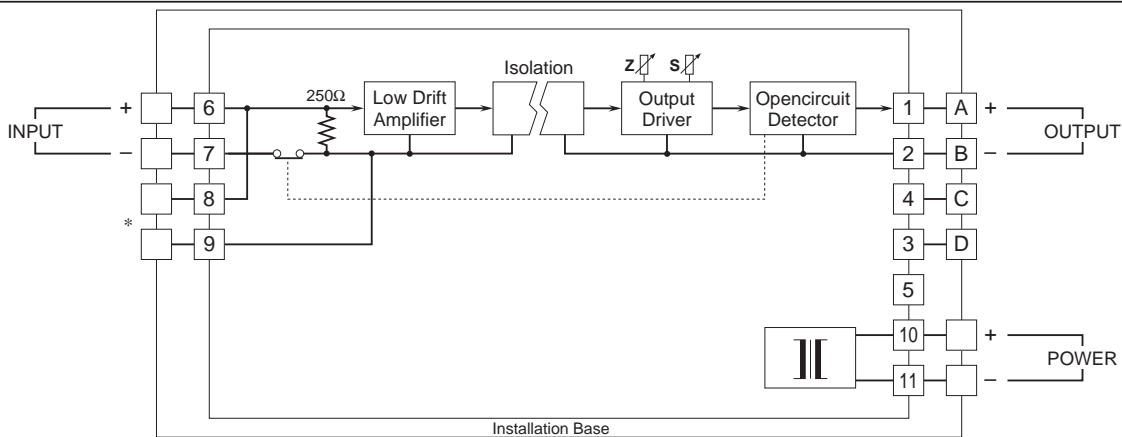 Isolation
Z S
250Ω
Low Drift
Amplifier
Output
Driver
Opencircuit
Detector
INPUT
+
−
6
7
8
9
*
1 A +
2 B −
OUTPUT
4 C
3 D
5
10 +
11 −
POWER
Installation Base